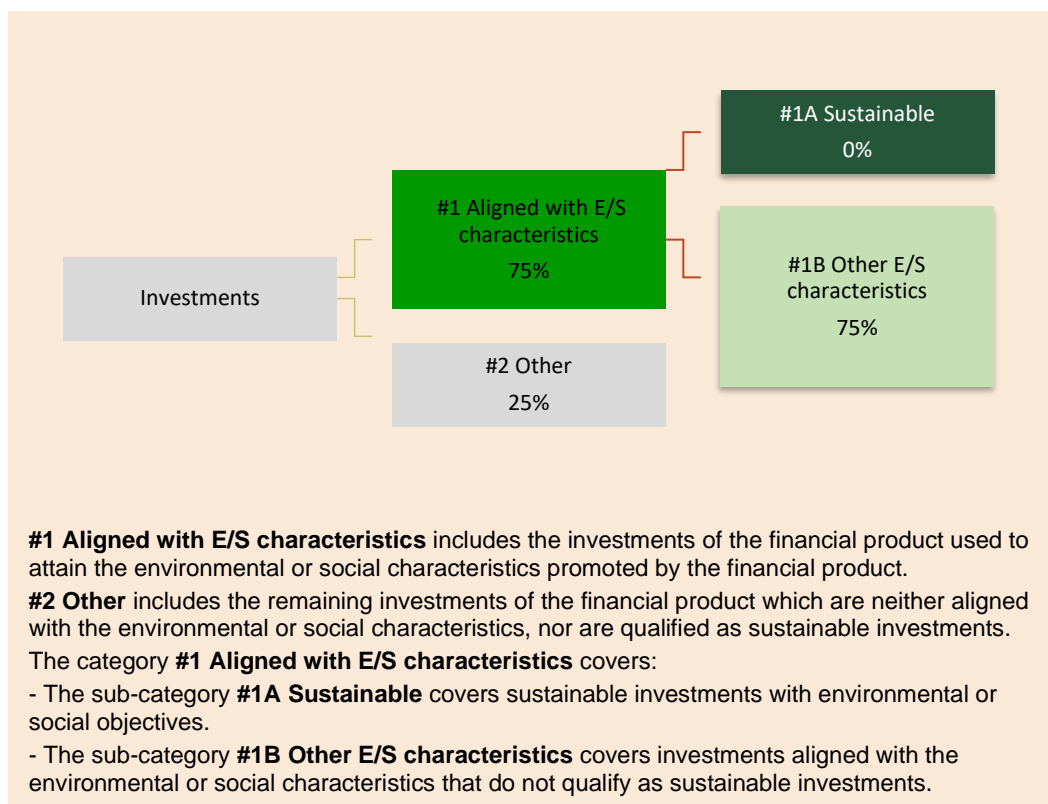 #1A Sustainable
0%
#1 Aligned with E/S
characteristics
75%
#1B Other E/S
characteristics
75%
Investments
#2 Other
25%
#1 Aligned with E/S characteristics includes the investments of the financial product used to
attain the environmental or social characteristics promoted by the financial product.
#2 Other includes the remaining investments of the financial product which are neither aligned
with the environmental or social characteristics, nor are qualified as sustainable investments.
The category #1 Aligned with E/S characteristics covers:
- The sub-category #1A Sustainable covers sustainable investments with environmental or
social objectives.
- The sub-category #1B Other E/S characteristics covers investments aligned with the
environmental or social characteristics that do not qualify as sustainable investments.